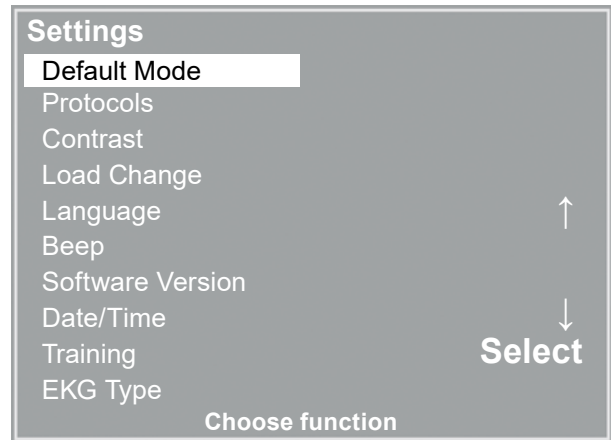 Settings
Default Mode
Protocols
Contrast
Load Change
Language ↑
Beep
Software Version
Date/Time ↓
Training Select
EKG Type
Choose function